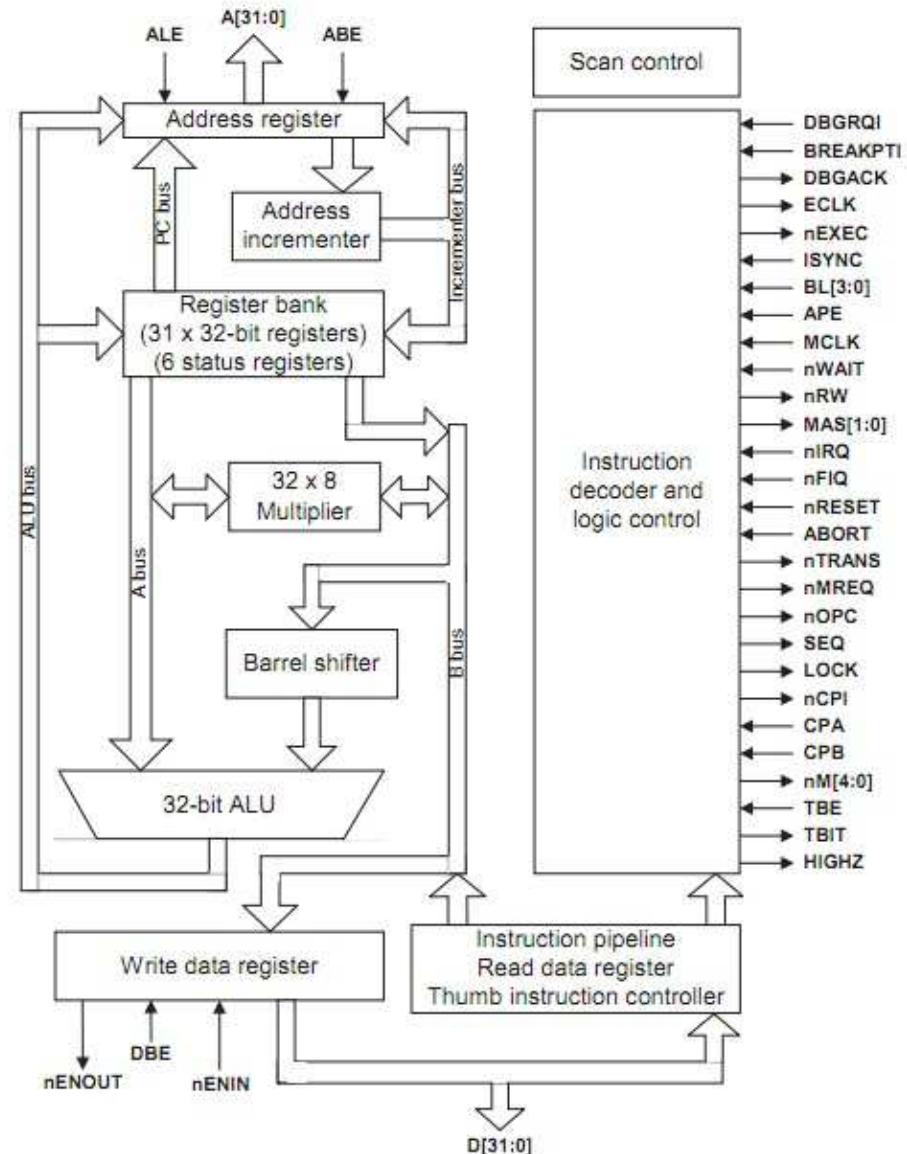 A[31:0]
ALE
ABE
Scan control
Address register
DBGRQI
BREAKPTI
DBGACK
ECLK
nEXEC
ISYNC
BL[3:0]
APE
MCLK
nWAIT
nRW
MAS[1:0]
nIRQ
nFIQ
nRESET
ABORT
nTRANS
nMREQ
nOPC
SEQ
LOCK
nCPI
CPA
CPB
nM[4:0]
TBE
TBIT
HIGHZ
PC bus
Address
incrementer
Incrementer bus
Register bank
(31 x 32-bit registers)
(6 status registers)
Instruction
decoder and
logic control
ALU bus
A bus
32 x 8
Multiplier
B bus
Barrel shifter
32-bit ALU
Write data register
Instruction pipeline
Read data register
Thumb instruction controller
nENOUT
DBE
nENIN
D[31:0]